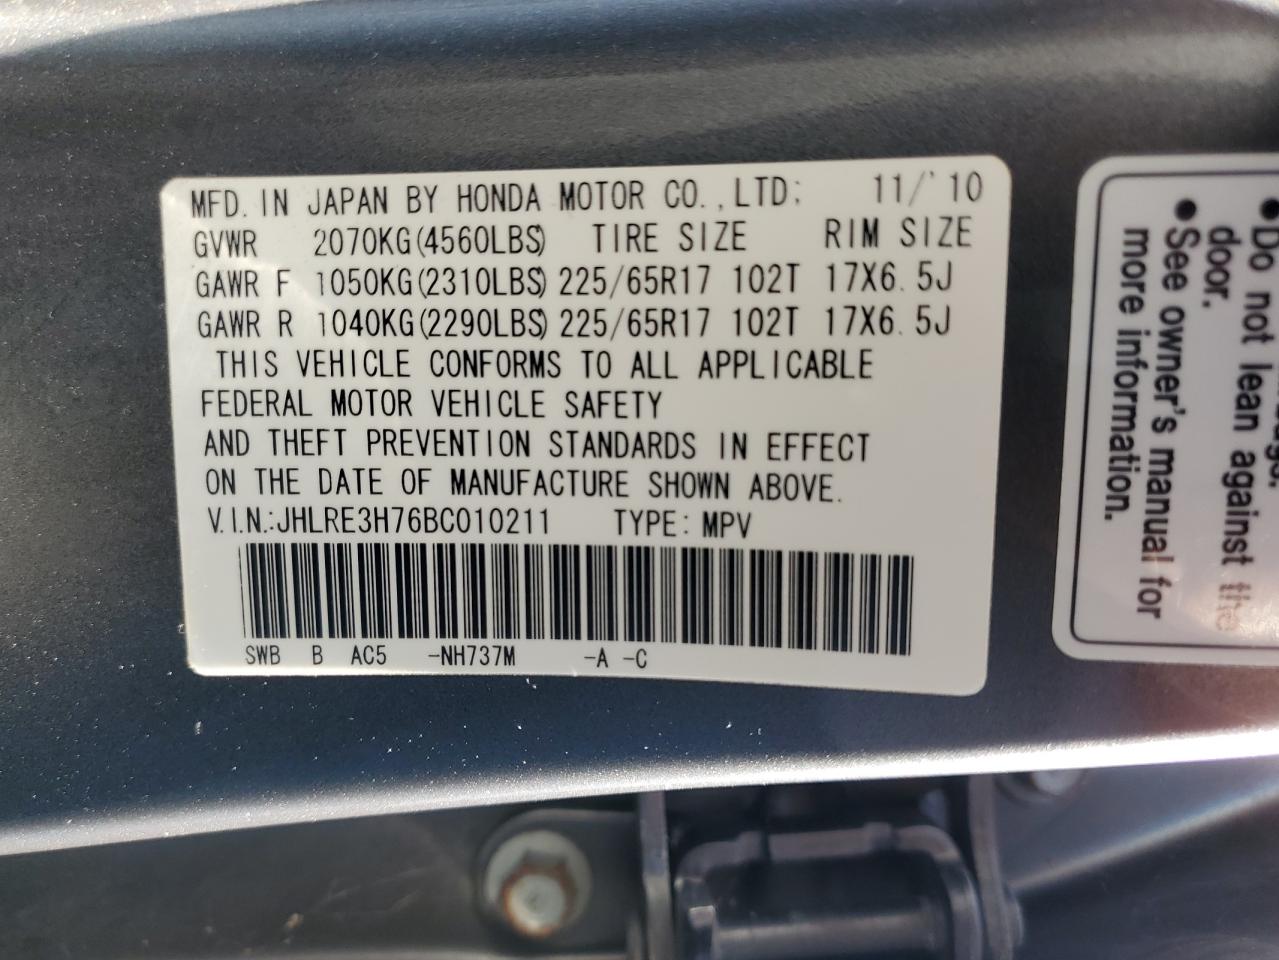 MFD. IN JAPAN BY HONDA MOTOR CO., LTD: 11/'10
GVWR 2070KG(4560LBS) TIRE SIZE RIM SIZE
GAWR F 1050KG(2310LBS) 225/65R17 102T 17X6.5J
GAWR R 1040KG(2290LBS) 225/65R17 102T 17X6.5J
THIS VEHICLE CONFORMS TO ALL APPLICABLE
FEDERAL MOTOR VEHICLE SAFETY
AND THEFT PREVENTION STANDARDS IN EFFECT
ON THE DATE OF MANUFACTURE SHOWN ABOVE.
V.I.N.:JHLRE3H76BC010211 TYPE: MPV
SWB B AC5 -NH737M -A -C
•Do not lean against the
door.
•See owner's manual for
more information.